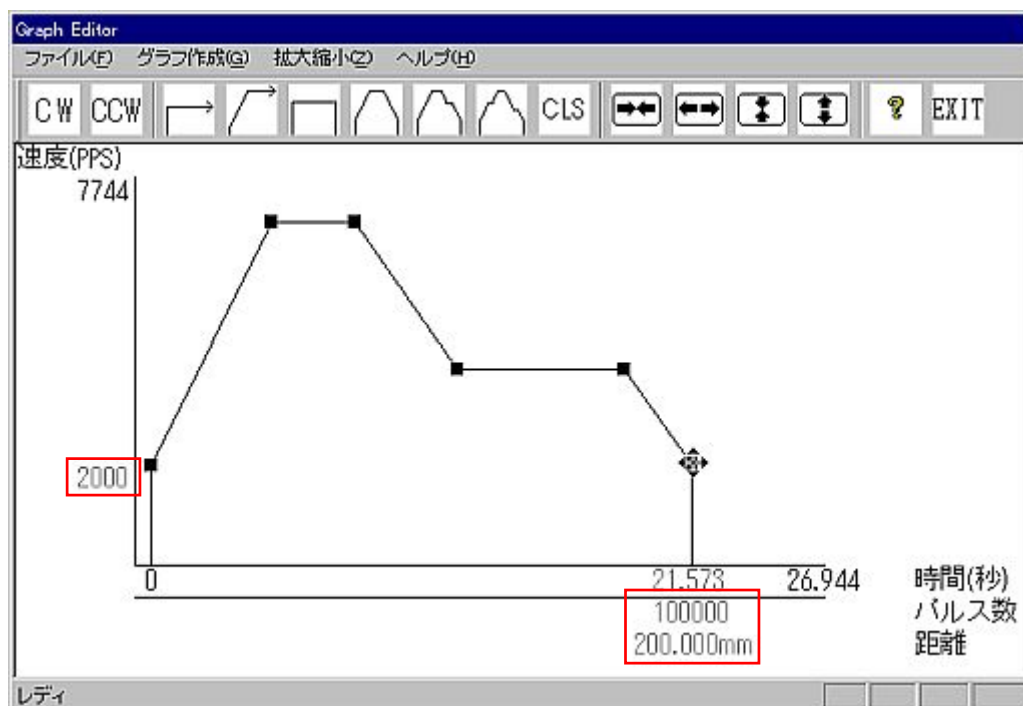 Graph Editor
ファイル(F) グラフ作成(G) 拡大縮小(Z) ヘルプ(H)
CW CCW CLS ? EXIT
速度(PPS)
7744
2000
0 21.573 26.944 時間(秒)
100000 パルス数
200.000mm 距離
レディ